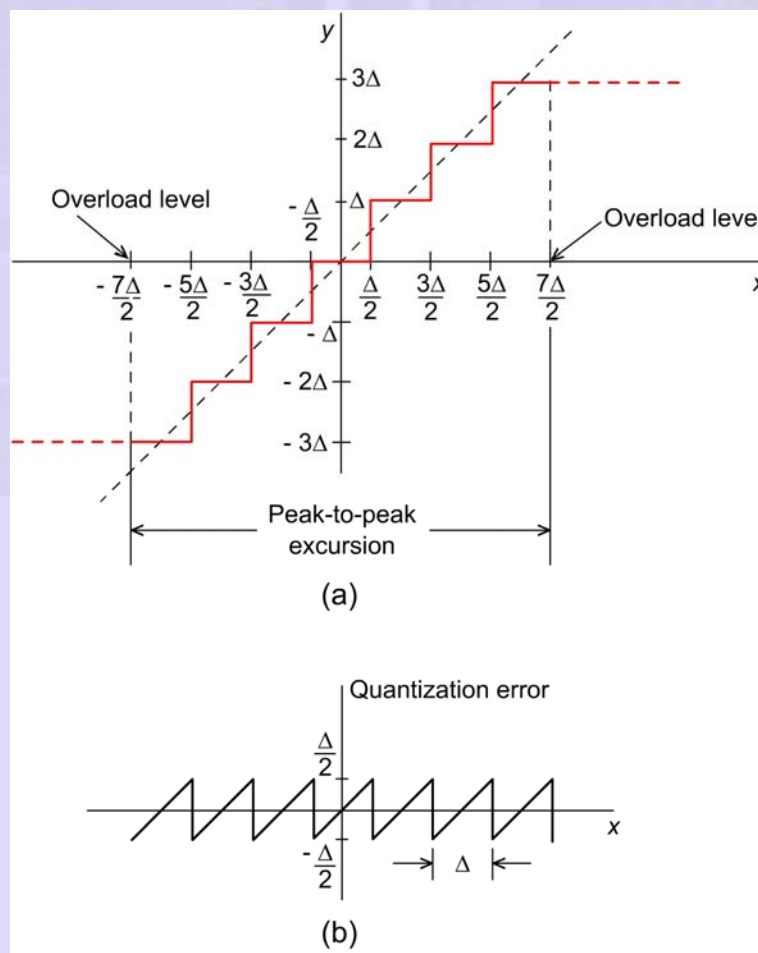 y
3Δ
2Δ
Overload level
- Δ/2
Δ
Overload leve
- 7Δ/2
- 5Δ/2
- 3Δ/2
Δ/2
3Δ/2
5Δ/2
7Δ/2
x
- Δ
- 2Δ
- 3Δ
Peak-to-peak
excursion
(a)
Quantization error
Δ/2
x
- Δ/2
Δ
(b)